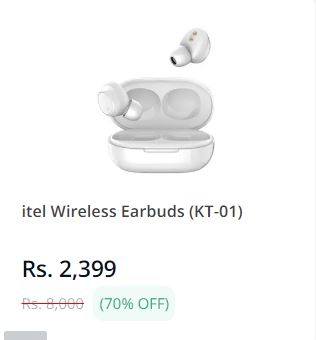 itel Wireless Earbuds (KT-01)
Rs. 2,399
Rs. 8,000 (70% OFF)